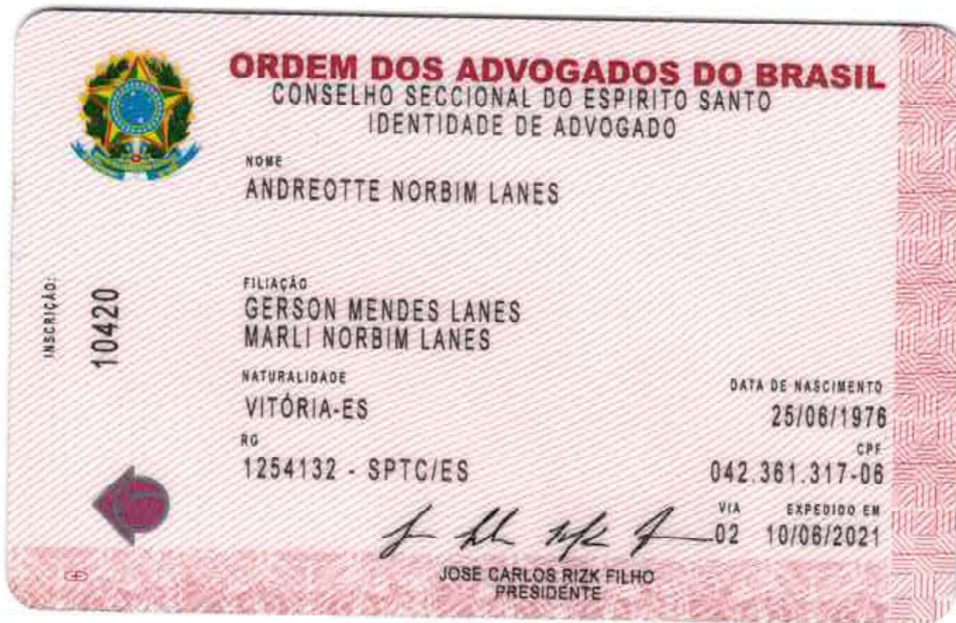 ORDEM DOS ADVOGADOS DO BRASIL
CONSELHO SECCIONAL DO ESPIRITO SANTO
IDENTIDADE DE ADVOGADO
NOME
ANDREOTTE NORBIM LANES
INSCRIÇÃO:
10420
FILIAÇÃO
GERSON MENDES LANES
MARLI NORBIM LANES
NATURALIDADE
VITÓRIA-ES
DATA DE NASCIMENTO
25/06/1976
RG
1254132 - SPTC/ES
CPF
042.361.317-06
VIA
02
EXPEDIDO EM
10/06/2021
JOSE CARLOS RIZK FILHO
PRESIDENTE